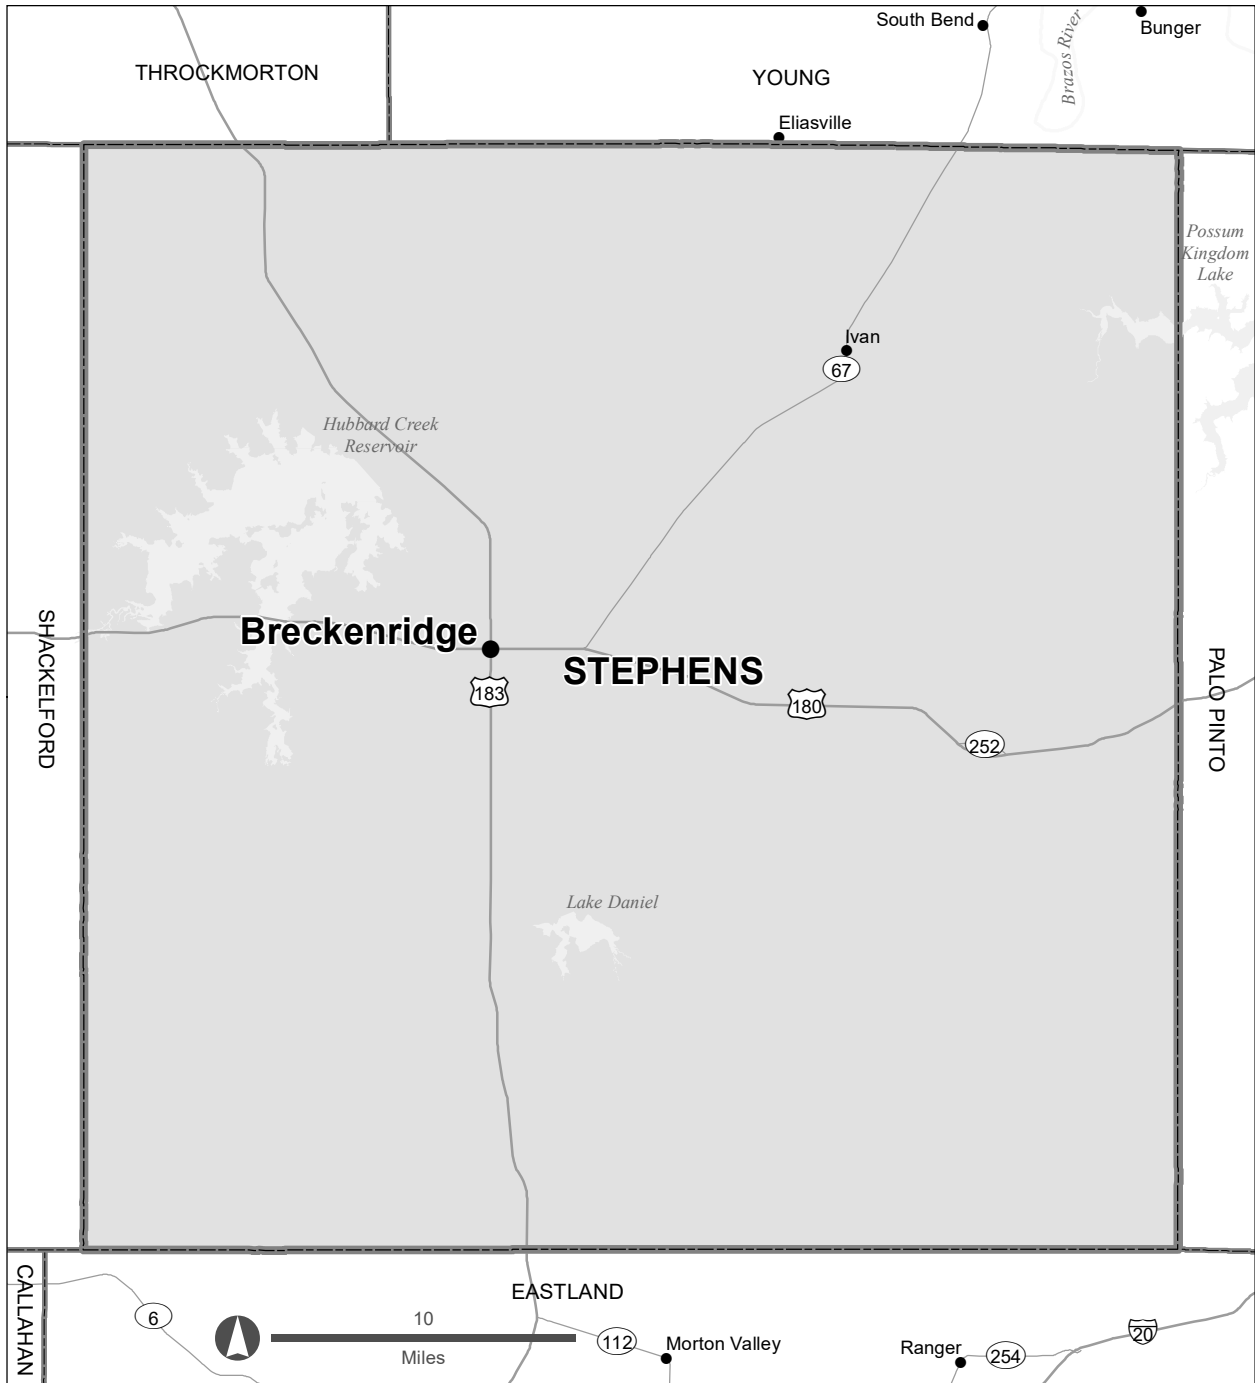 South Bend
Bunger
Brazos River
THROCKMORTON
YOUNG
Eliasville
Possum
Kingdom
Lake
Ivan
67
Hubbard Creek
Reservoir
SHACKELFORD
Breckenridge
STEPHENS
PALO PINTO
183
180
252
Lake Daniel
CALLAHAN
EASTLAND
6
10
Miles
112
Morton Valley
Ranger
254
20